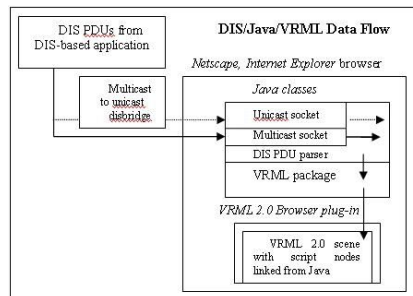 DIS PDUs from
DIS-based application
DIS/Java/VRML Data Flow
Netscape, Internet Explorer browser
Multicast
to unicast
disbridge
Java classes
Unicast socket
Multicast socket
DIS PDU parser
VRML package
VRML 2.0 Browser plug-in
VRML 2.0 scene
with script nodes
linked from Java